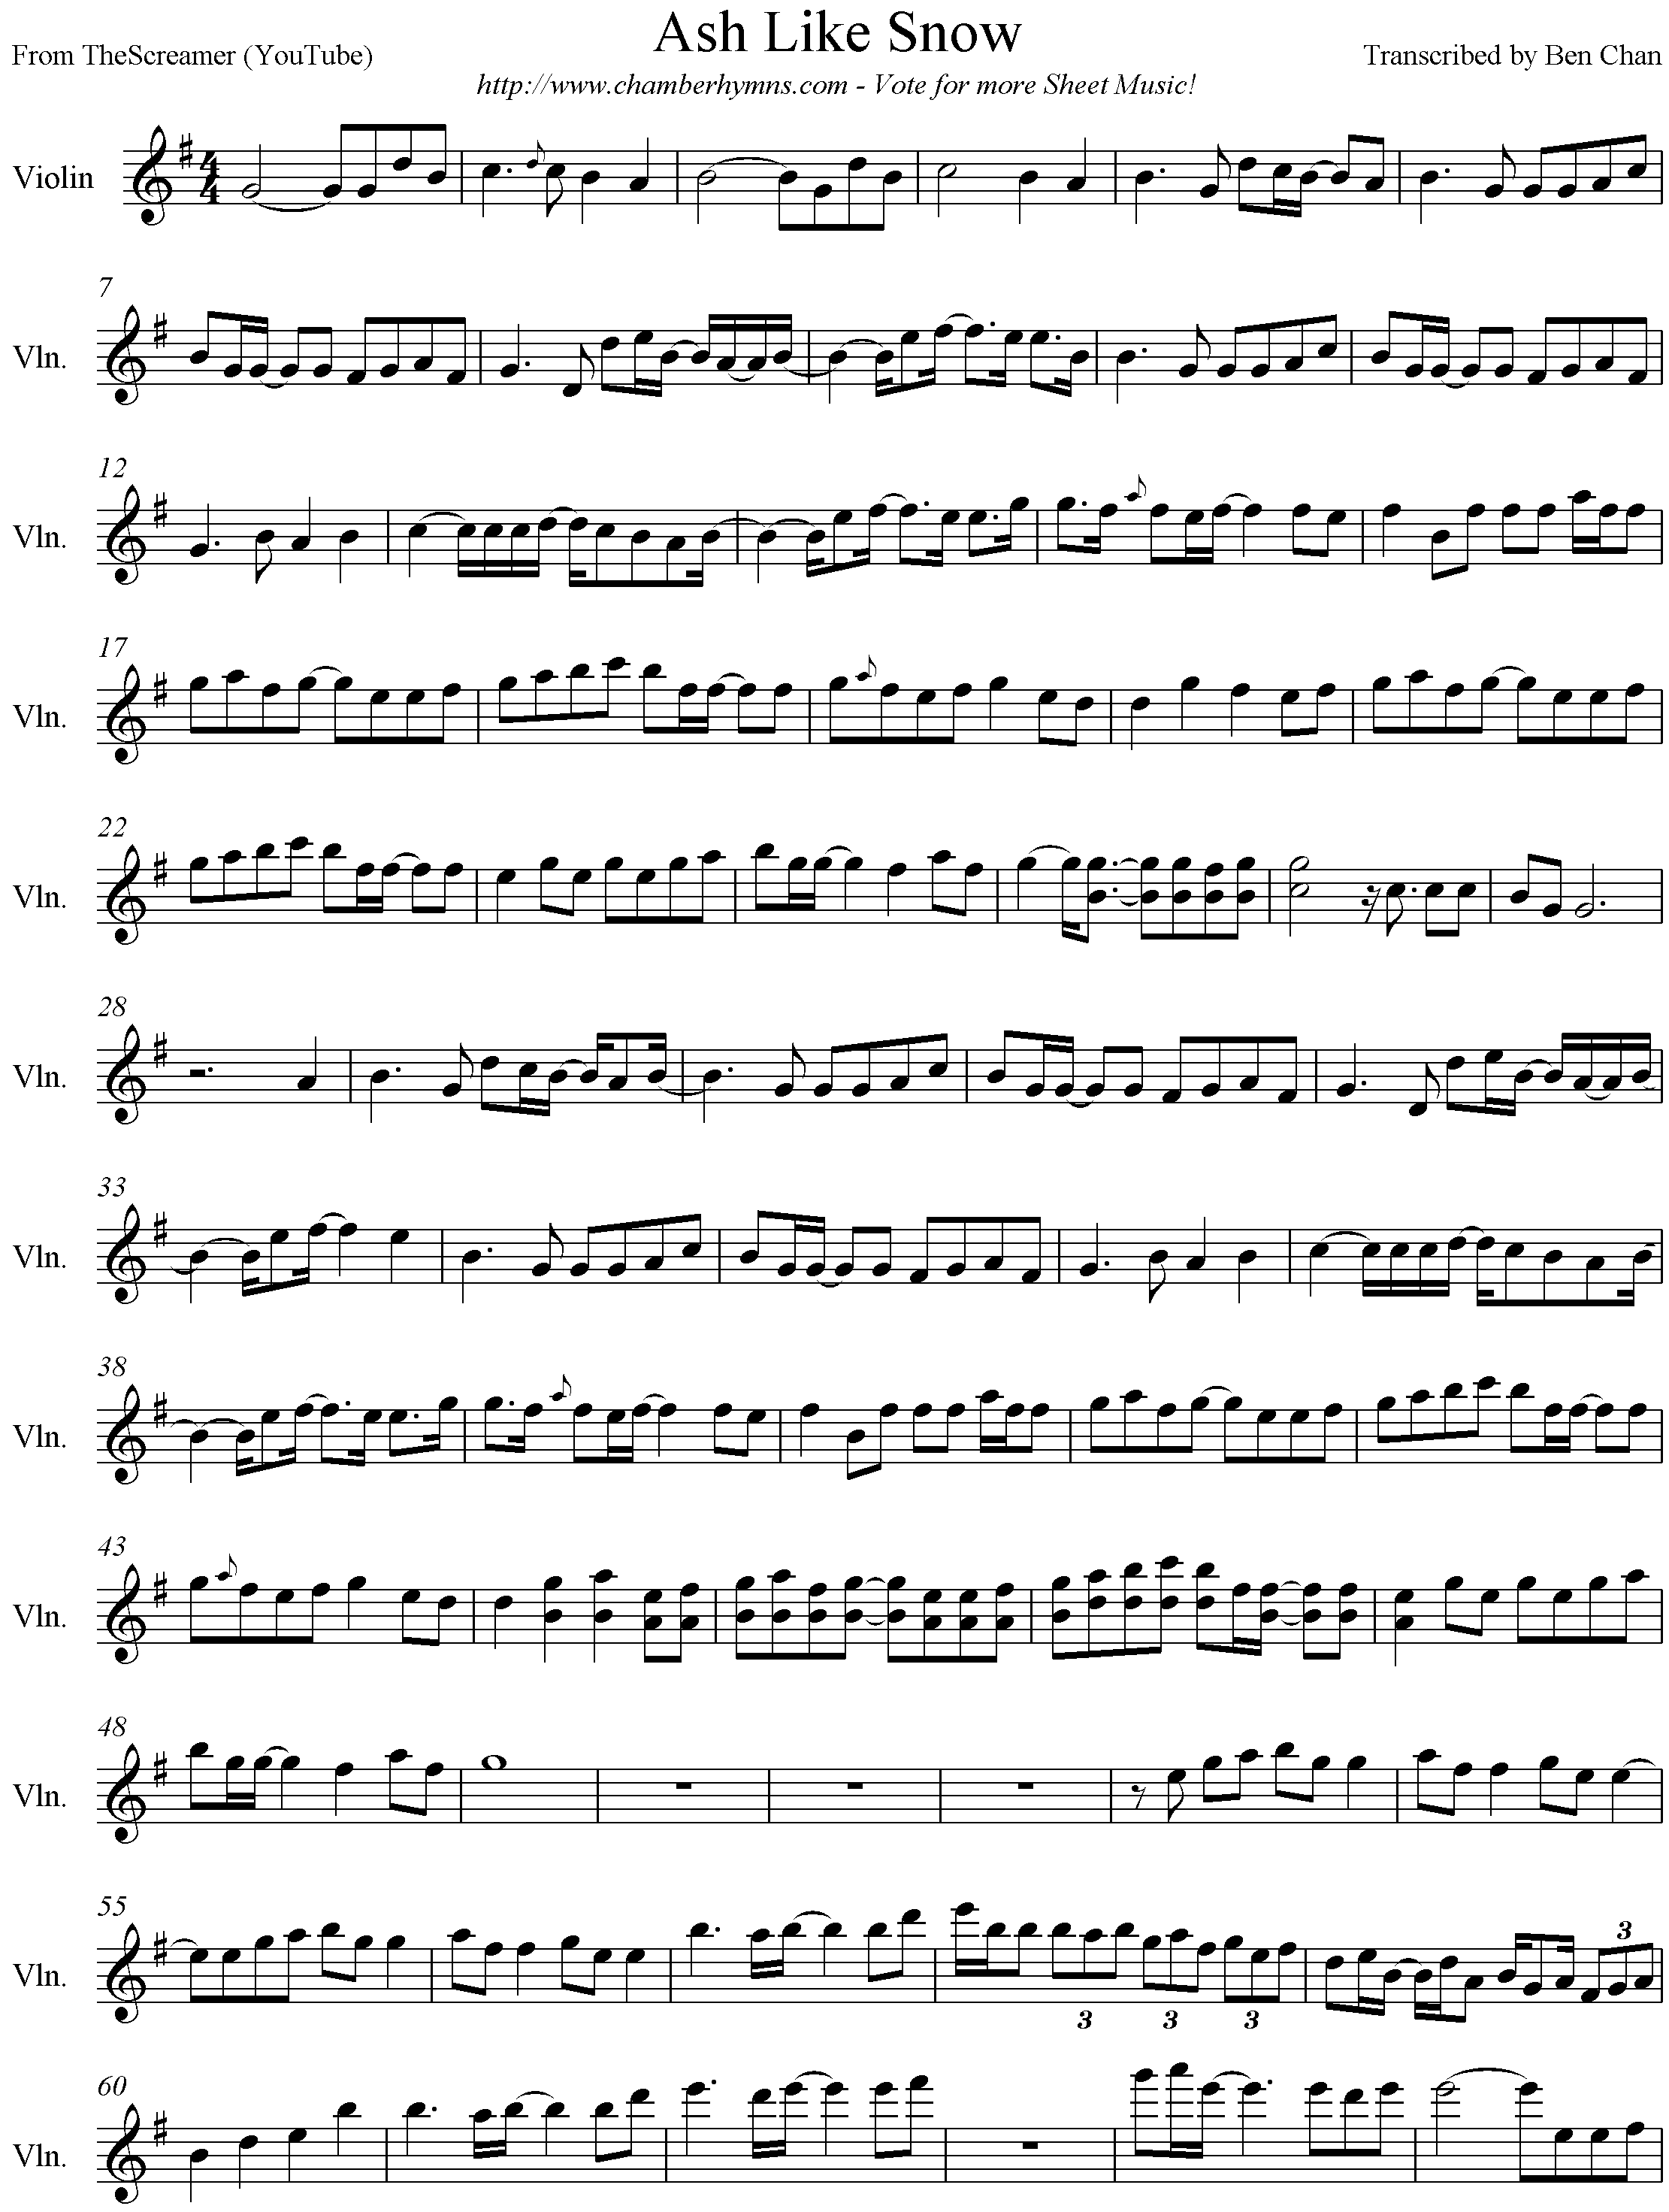 Ash Like Snow
From TheScreamer (YouTube)
Transcribed by Ben Chan
http://www.chamberhymns.com - Vote for more Sheet Music!
Violin
4
4
7
Vln.
12
Vln.
17
Vln.
22
Vln.
28
Vln.
33
Vln.
38
Vln.
43
Vln.
48
Vln.
55
Vln.
3
3
3
3
60
Vln.